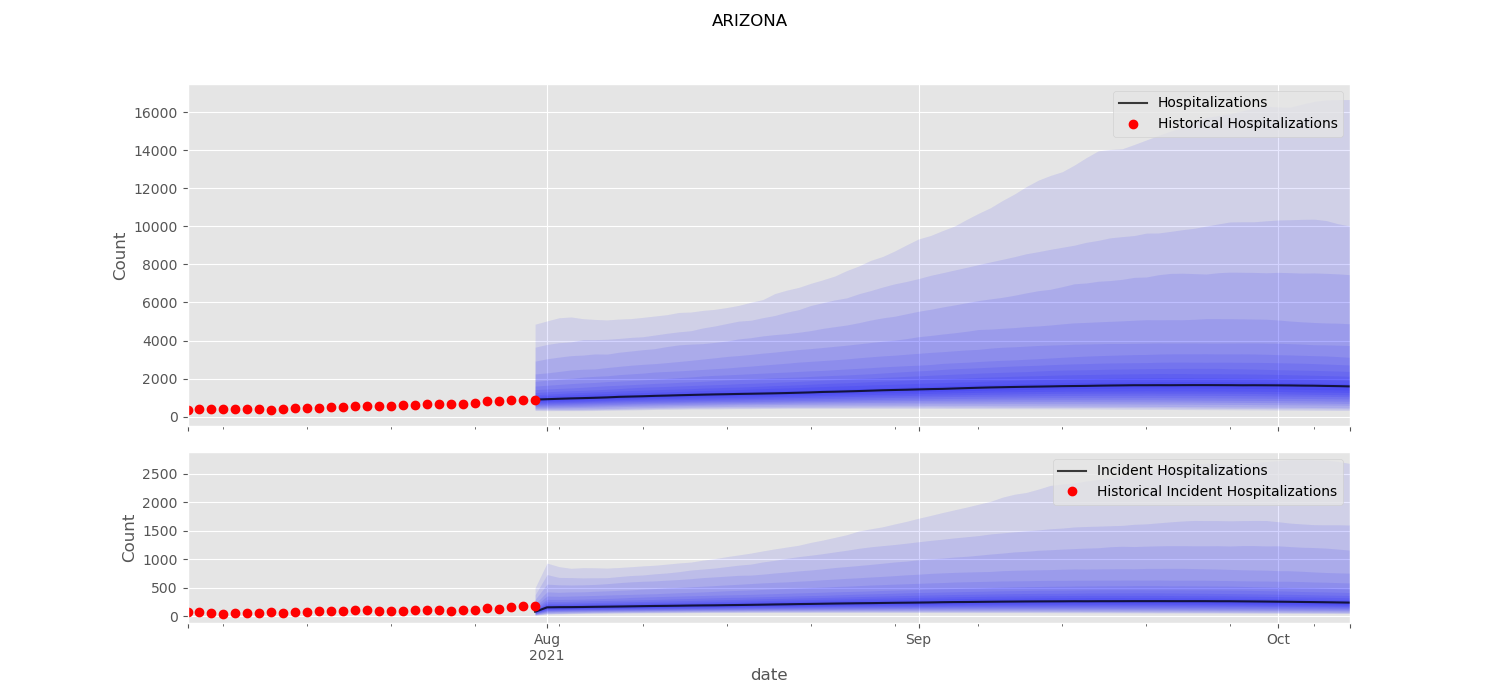 ARIZONA
Hospitalizations
Historical Hospitalizations
16000
14000
12000
10000
8000
6000
4000
2000
0
Count
Incident Hospitalizations
Historical Incident Hospitalizations
2500
2000
1500
1000
500
0
Count
Aug
2021
Sep
Oct
date